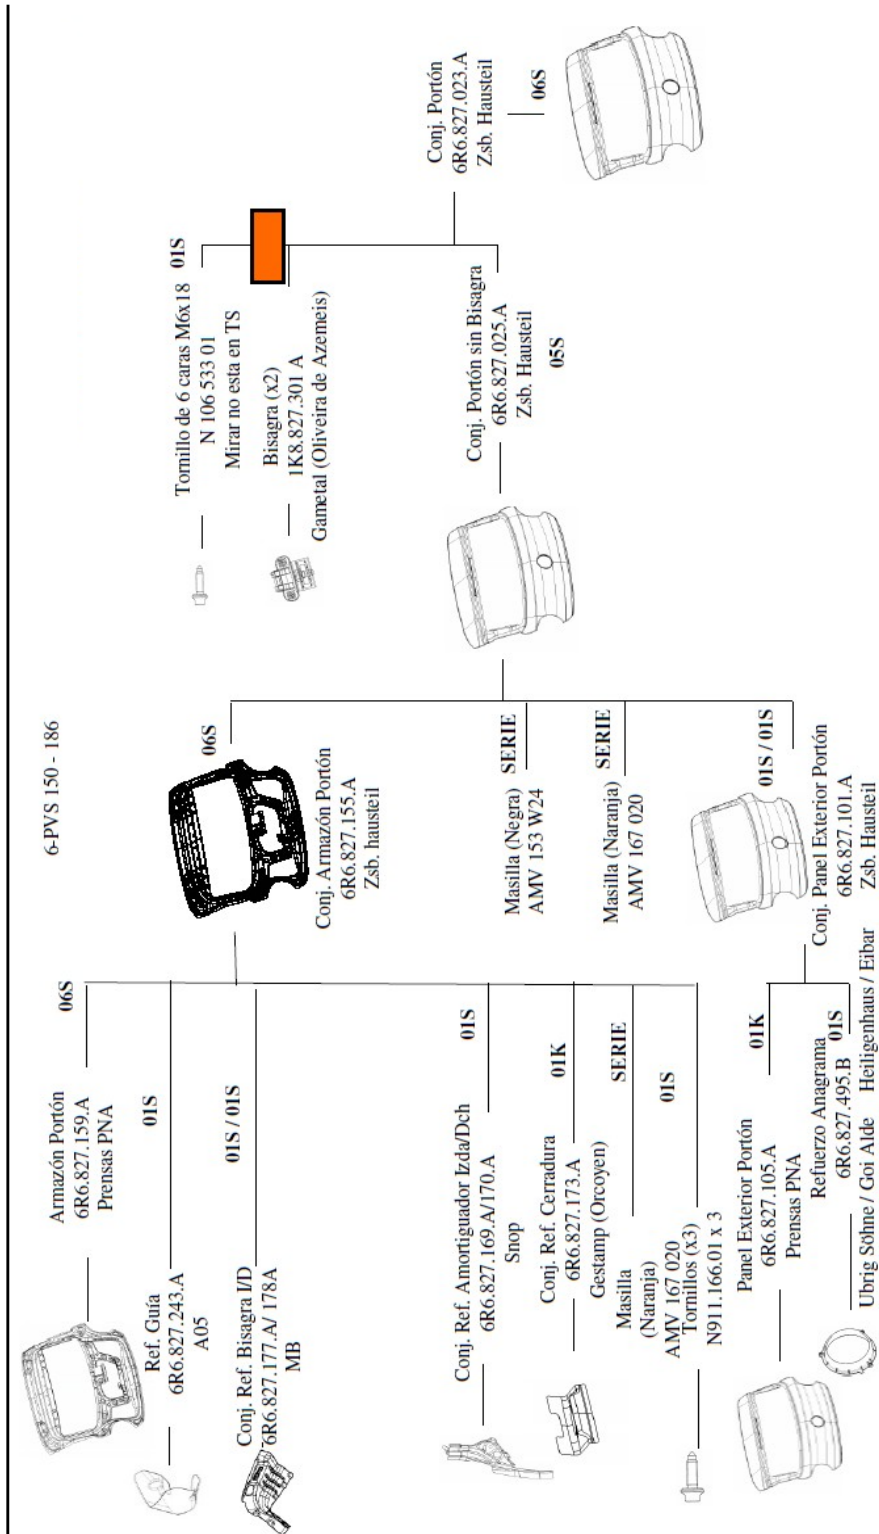 6-PVS 150 - 186
Armazón Portón
6R6.827.159.A
Prensas PNA
06S
Ref. Guía
6R6.827.243.A
A05
01S
Conj. Ref. Bisagra I/D
6R6.827.177.A/ 178A
MB
01S / 01S
Conj. Ref. Amortiguador Izda/Dch
6R6.827.169.A/170.A
Snop
01S
Conj. Ref. Cerradura
6R6.827.173.A
Gestamp (Orcoyen)
01K
Masilla
(Naranja)
AMV 167 020
SERIE
Tornillos (x3)
N911.166.01 x 3
01S
Panel Exterior Portón
6R6.827.105.A
Prensas PNA
01K
Refuerzo Anagrama
6R6.827.495.B
01S
Ubrig Söhne / Goi Alde Heiligenhaus / Eibar
06S
Conj. Armazón Portón
6R6.827.155.A
Zsb. hausteil
Masilla (Negra)
AMV 153 W24
SERIE
Masilla (Naranja)
AMV 167 020
SERIE
01S / 01S
Conj. Panel Exterior Portón
6R6.827.101.A
Zsb. Hausteil
Tornillo de 6 caras M6x18
N 106 533 01
Mirar no esta en TS
01S
Bisagra (x2)
1K8.827.301 A
Gametal (Oliveira de Azemeis)
Conj. Portón sin Bisagra
6R6.827.025.A
Zsb. Hausteil
05S
Conj. Portón
6R6.827.023.A
Zsb. Hausteil
06S